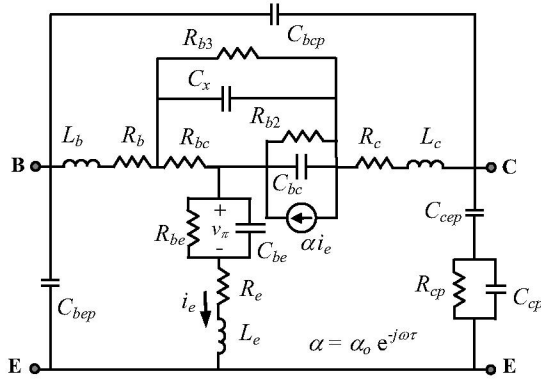 C_bcp
R_b3
C_x
R_b2
B
L_b
R_b
R_bc
C_bc
R_c
L_c
C
αi_e
C_cep
R_be
+
v_π
-
C_be
C_bep
i_e
R_e
L_e
R_cp
C_cp
α = α_o e^-jωτ
E
E